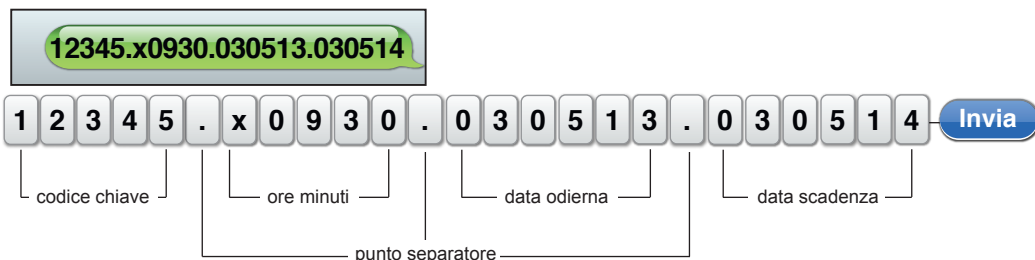 12345.x0930.030513.030514
1 2 3 4 5 . x 0 9 3 0 . 0 3 0 5 1 3 . 0 3 0 5 1 4 Invia
codice chiave ore minuti data odierna data scadenza
punto separatore